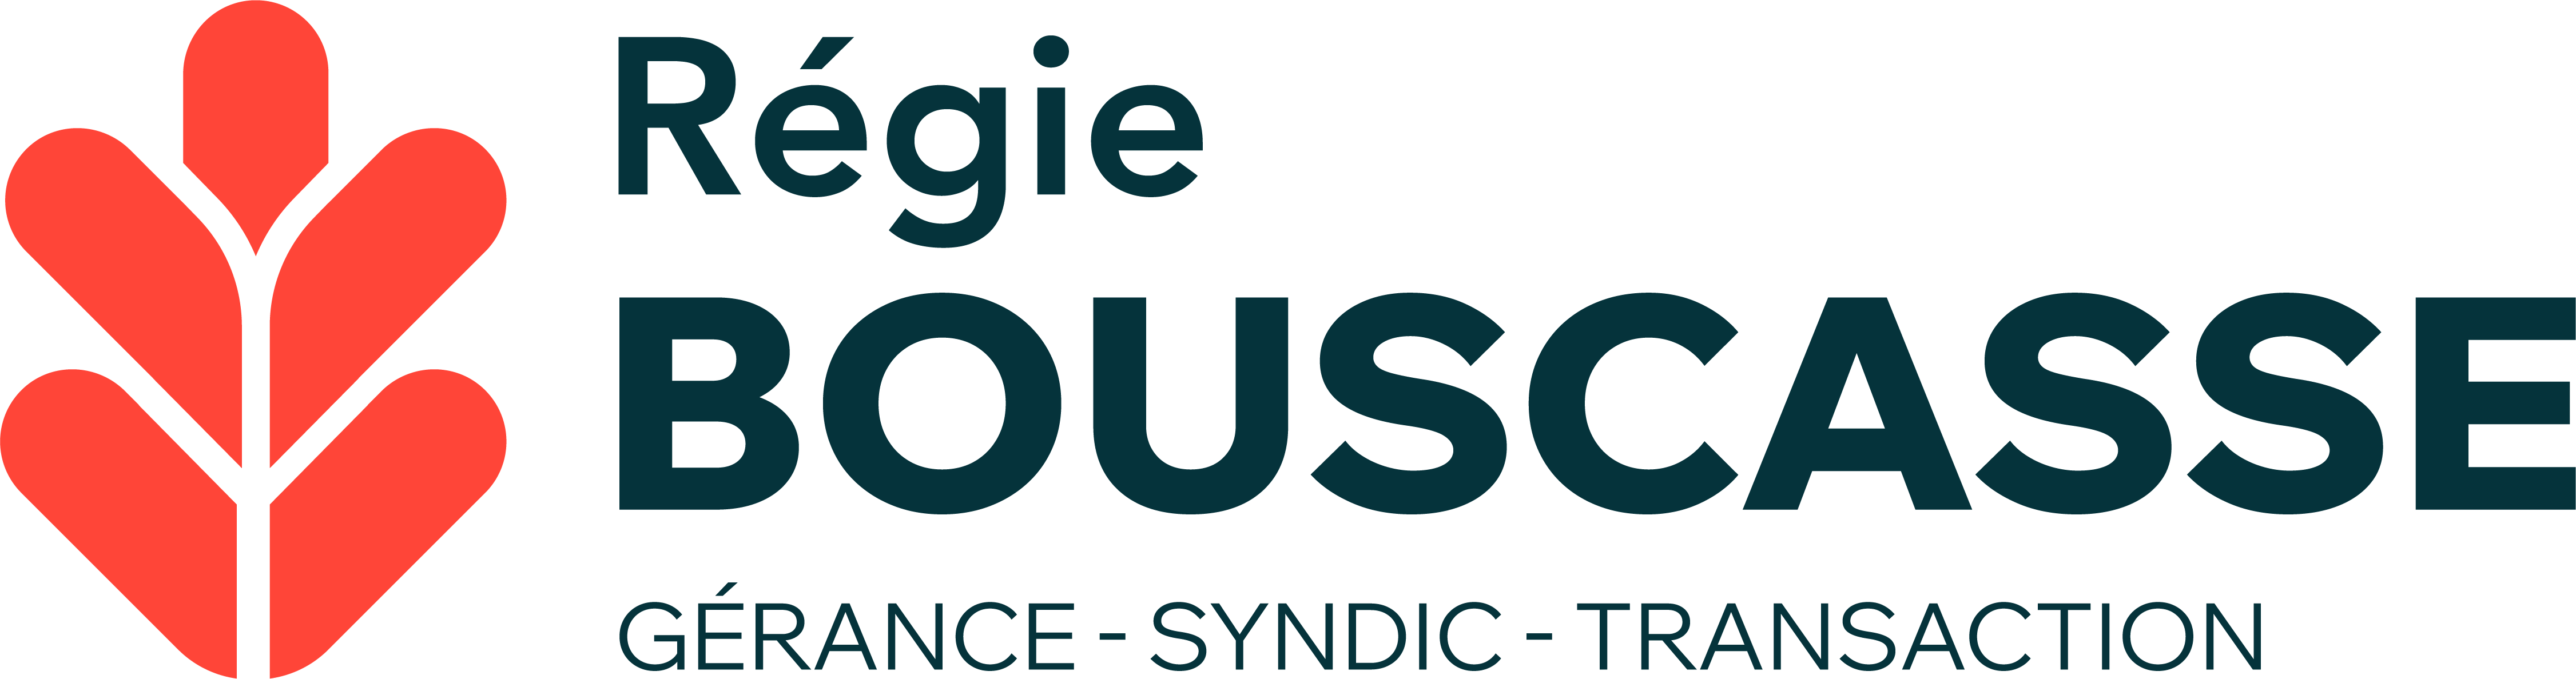 Régie
BOUSCASSE
GÉRANCE - SYNDIC - TRANSACTION